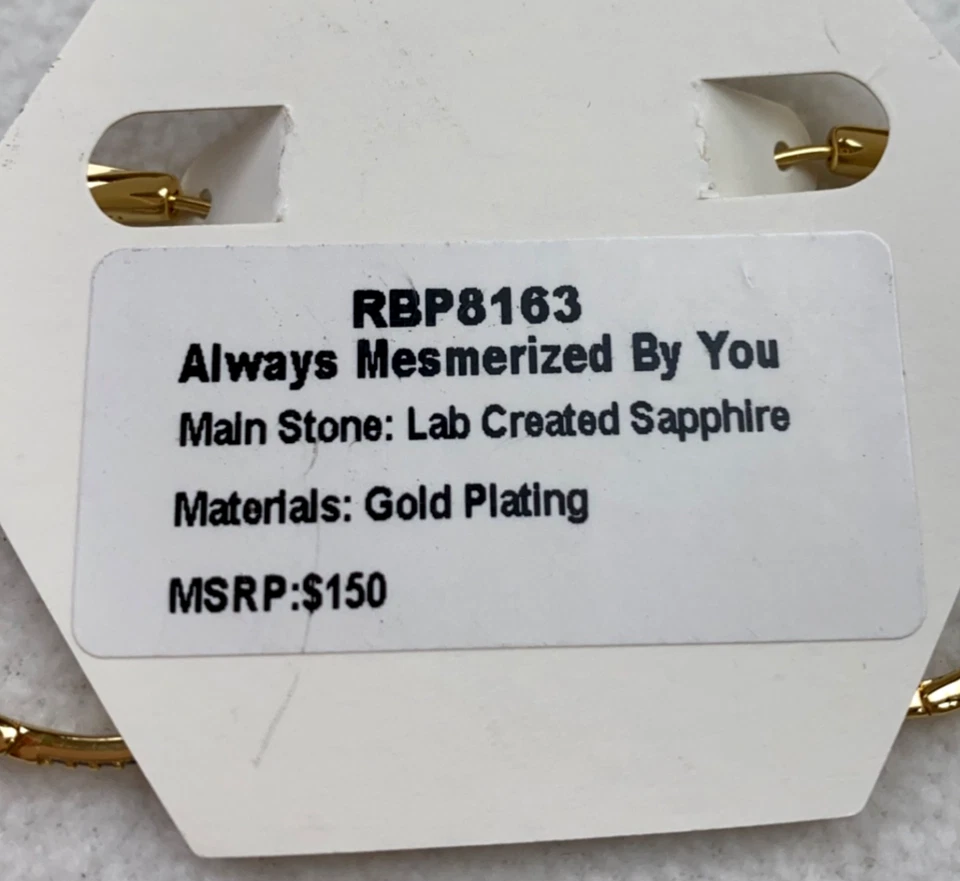 RBP8163
Always Mesmerized By You
Main Stone: Lab Created Sapphire
Materials: Gold Plating
MSRP:$150